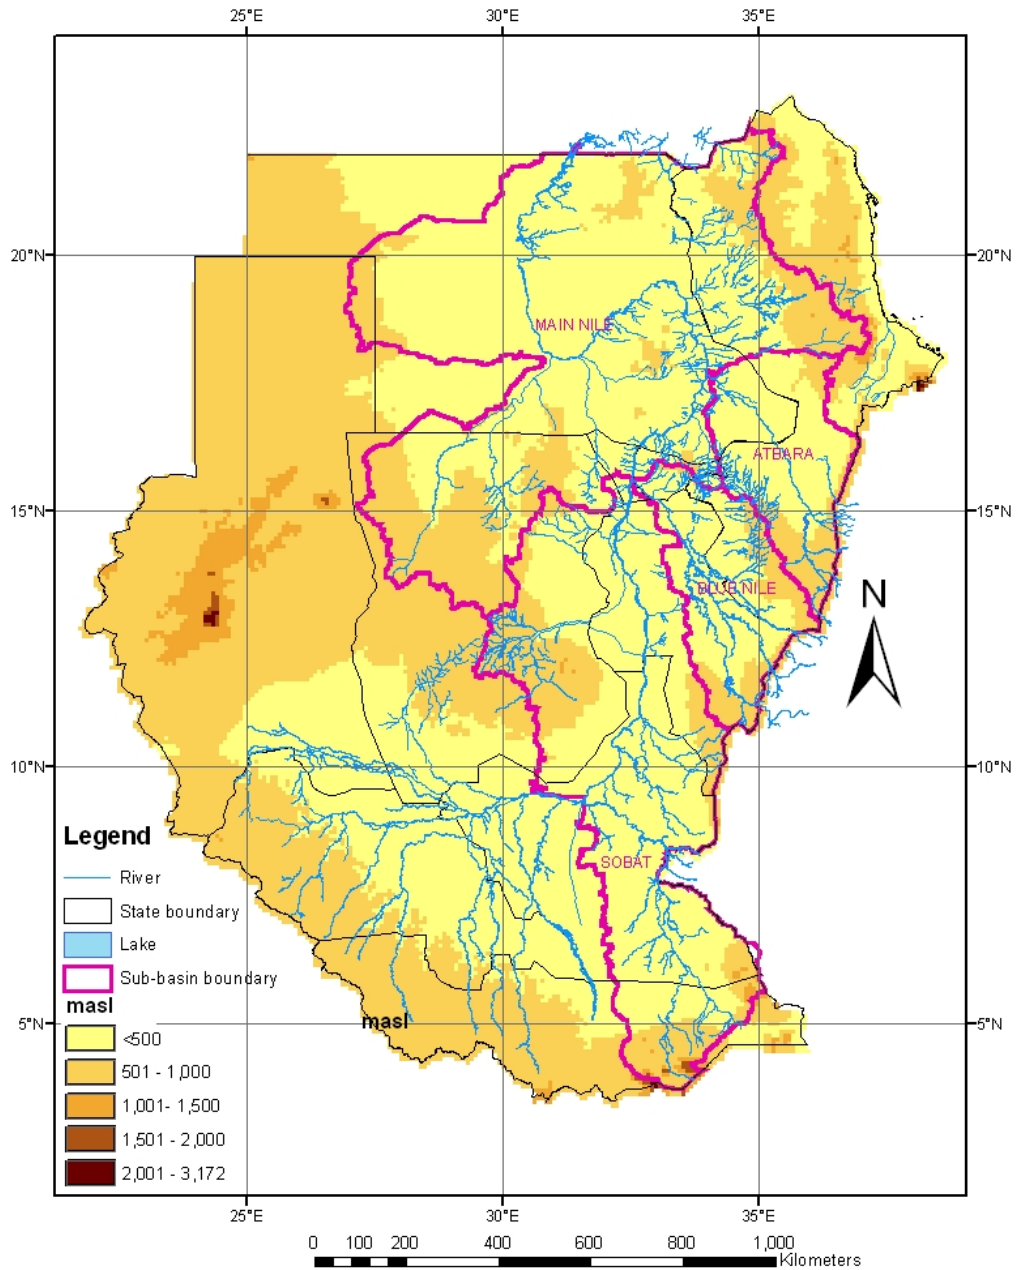 25°E 30°E 35°E
20°N 20°N
MAIN NILE
ATBARA
15°N 15°N
BLUE NILE
N
10°N 10°N
Legend
SOBAT
River
State boundary
Lake
Sub-basin boundary
masl
masl
5°N 5°N
<500
501 - 1,000
1,001- 1,500
1,501 - 2,000
2,001 - 3,172
25°E 30°E 35°E
0 100 200 400 600 800 1,000
Kilometers